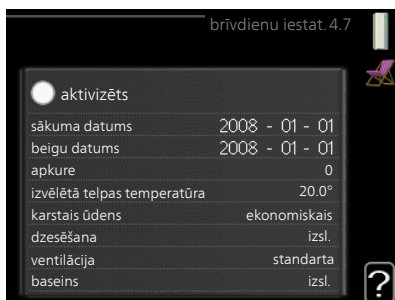 brīvdienu iestat. 4.7
aktivizēts
sākuma datums 2008 - 01 - 01
beigu datums 2008 - 01 - 01
apkure 0
izvēlētā telpas temperatūra 20.0°
karstais ūdens ekonomiskais
dzesēšana izsl.
ventilācija standarta
baseins izsl.
?